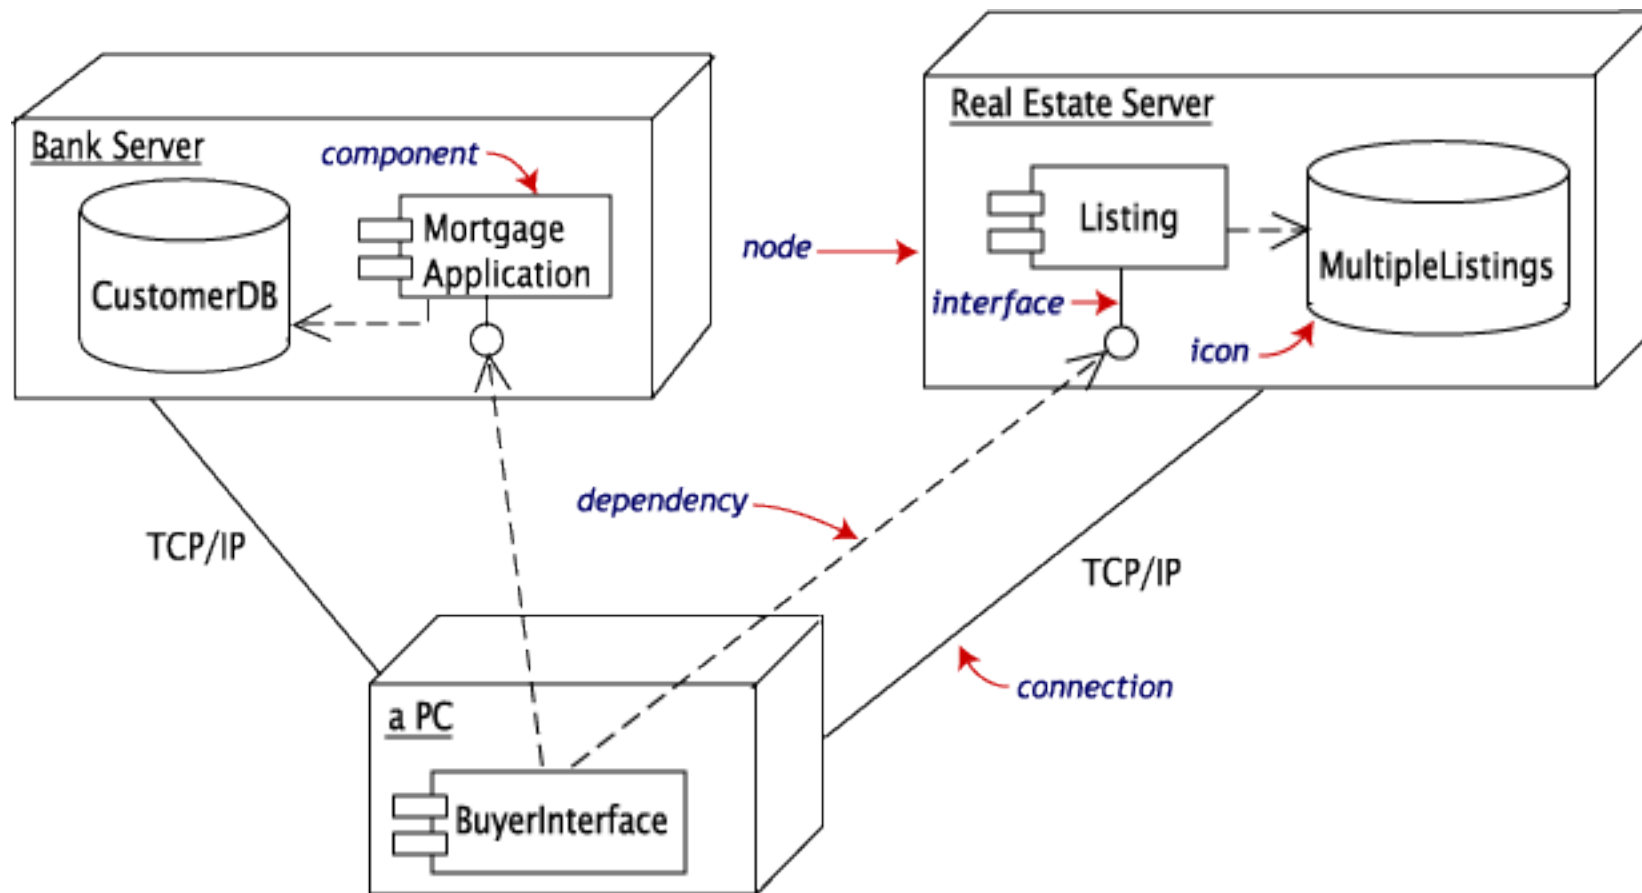 Bank Server
component
Mortgage
Application
CustomerDB
Real Estate Server
node
Listing
interface
MultipleListings
icon
dependency
TCP/IP
TCP/IP
connection
a PC
BuyerInterface